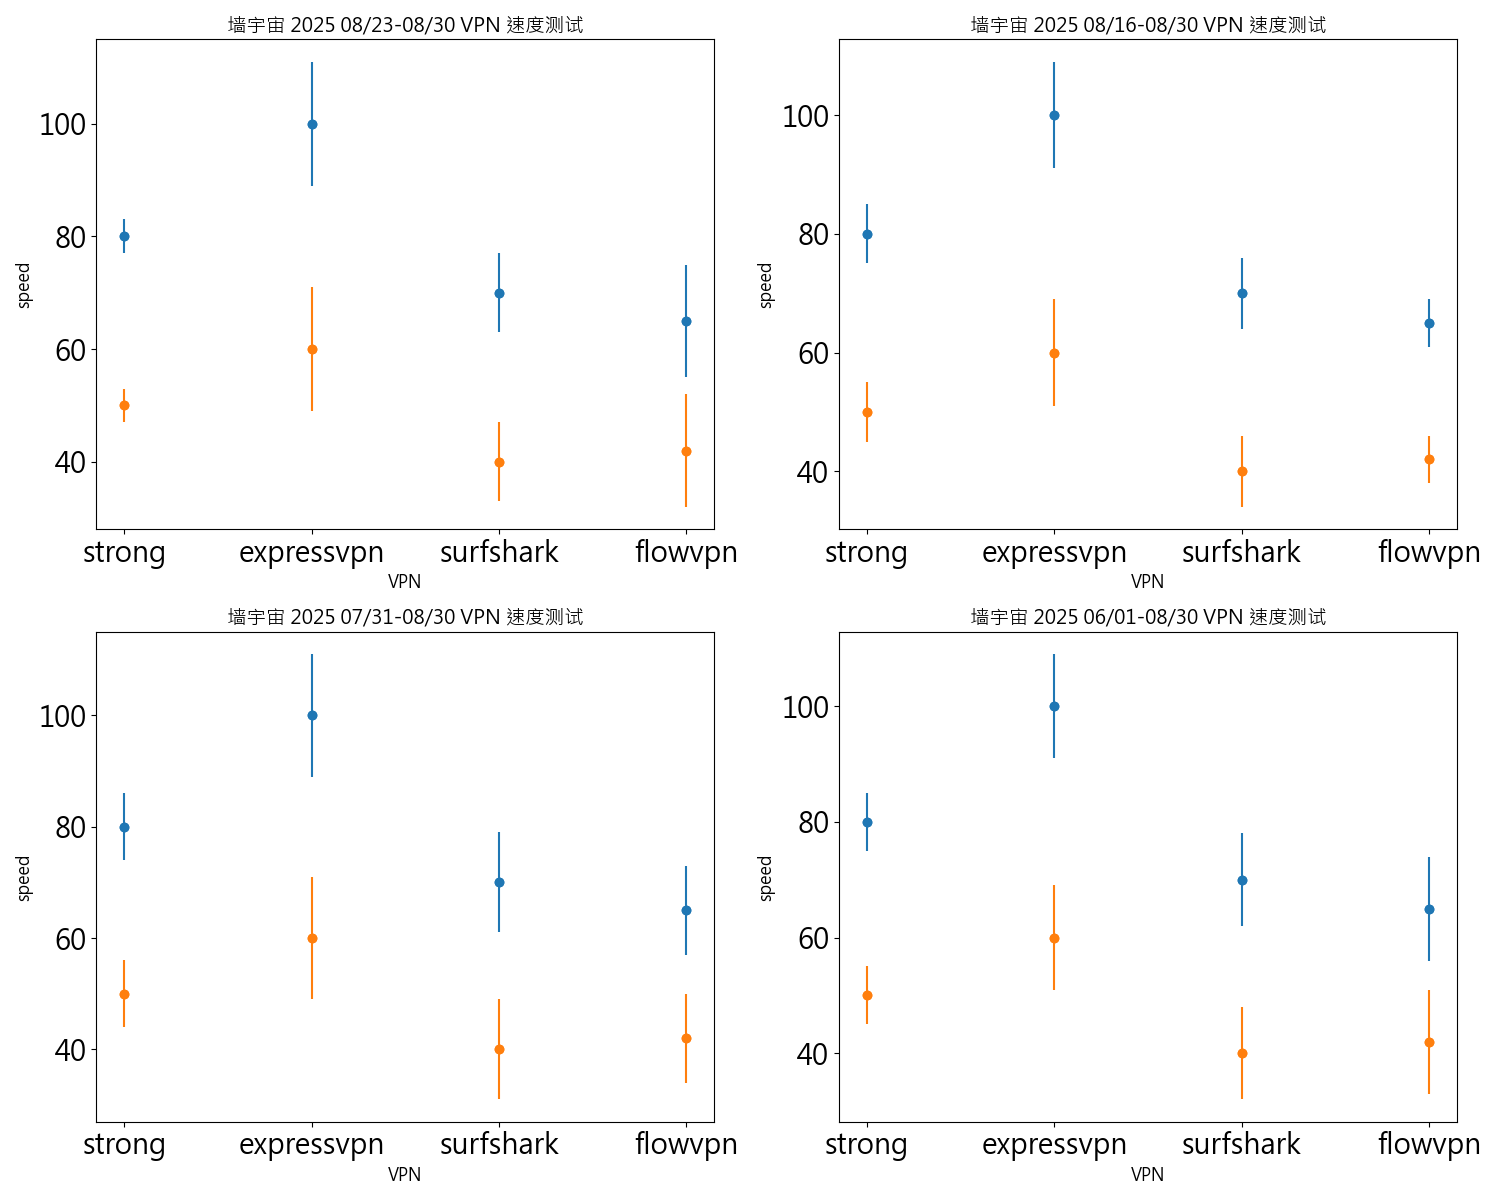 墙宇宙 2025 08/23-08/30 VPN 速度测试
100
80
60
40
speed
strong expressvpn surfshark flowvpn
VPN
墙宇宙 2025 08/16-08/30 VPN 速度测试
100
80
60
40
speed
strong expressvpn surfshark flowvpn
VPN
墙宇宙 2025 07/31-08/30 VPN 速度测试
100
80
60
40
speed
strong expressvpn surfshark flowvpn
VPN
墙宇宙 2025 06/01-08/30 VPN 速度测试
100
80
60
40
speed
strong expressvpn surfshark flowvpn
VPN